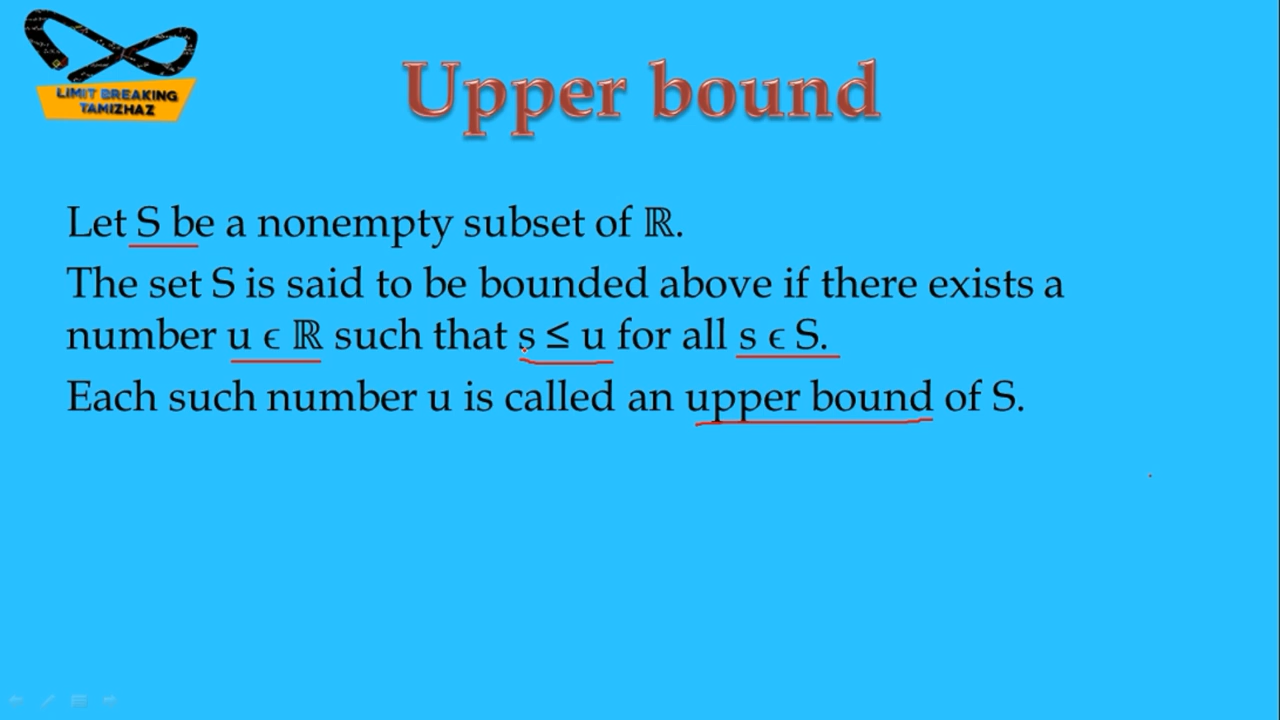 LIMIT BREAKING
TAMIZHAZ
Upper bound
Let S be a nonempty subset of ℝ.
The set S is said to be bounded above if there exists a
number u ϵ ℝ such that s ≤ u for all s ϵ S.
Each such number u is called an upper bound of S.